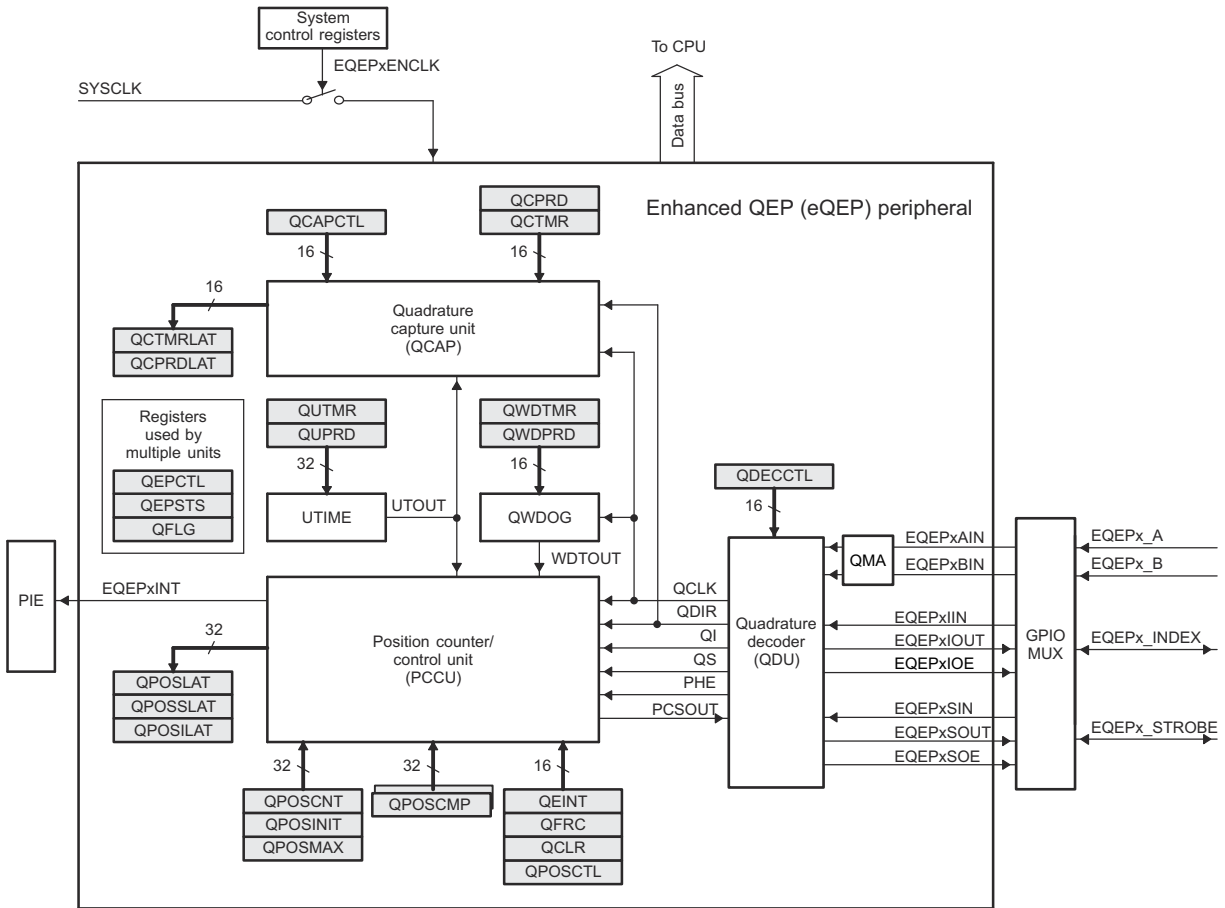 System
control registers
To CPU
EQEPxENCLK
SYSCLK
Data bus
Enhanced QEP (eQEP) peripheral
QCPRD
QCAPCTL
QCTMR
16
16
16
Quadrature
capture unit
(QCAP)
QCTMRLAT
QCPRDLAT
Registers
used by
multiple units
QUTMR
QWDTMR
QUPRD
QWDPRD
QEPCTL
QEPSTS
QFLG
32
16
QDECCTL
16
UTIME
UTOUT
QWDOG
WDTOUT
EQEPxAIN
QMA
EQEPxBIN
EQEPx_A
EQEPx_B
PIE
EQEPxINT
QCLK
QDIR
QI
QS
PHE
PCSOUT
Position counter/
control unit
(PCCU)
Quadrature
decoder
(QDU)
EQEPxIIN
EQEPxIOUT
EQEPxIOE
GPIO
MUX
EQEPx_INDEX
EQEPxSIN
EQEPxSOUT
EQEPxSOE
EQEPx_STROBE
32
QPOSLAT
QPOSSLAT
QPOSILAT
32
32
16
QPOSCNT
QPOSINIT
QPOSMAX
QPOSCMP
QEINT
QFRC
QCLR
QPOSCTL